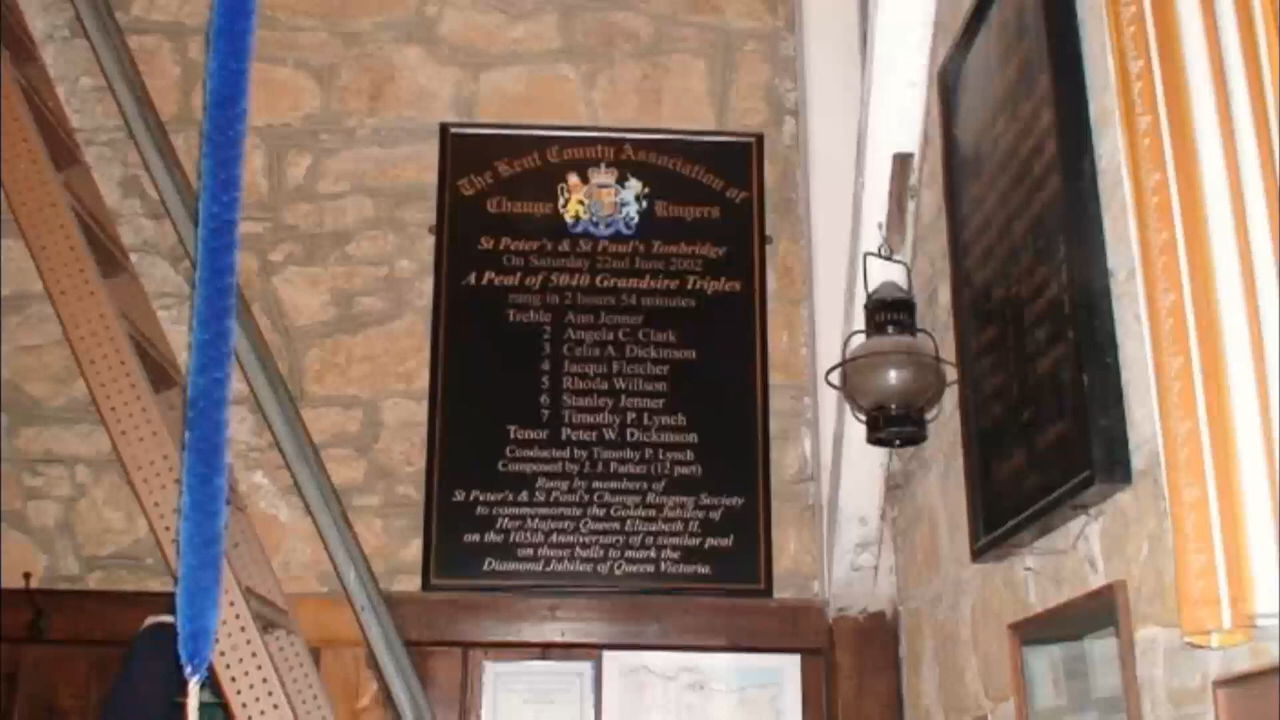 The Kent County Association of
Change Ringers
St Peter's & St Paul's Tonbridge
On Saturday 22nd June 2002
A Peal of 5040 Grandsire Triples
rung in 2 hours 54 minutes
Treble Ann Jenner
2 Angela C. Clark
3 Celia A. Dickinson
4 Jacqui Fletcher
5 Rhoda Willson
6 Stanley Jenner
7 Timothy P. Lynch
Tenor Peter W. Dickinson
Conducted by Timothy P. Lynch
Composed by J. J. Parker (12 part)
Rung by members of
St Peter's & St Paul's Change Ringing Society
to commemorate the Golden Jubilee of
Her Majesty Queen Elizabeth II,
on the 105th Anniversary of a similar peal
on these bells to mark the
Diamond Jubilee of Queen Victoria.